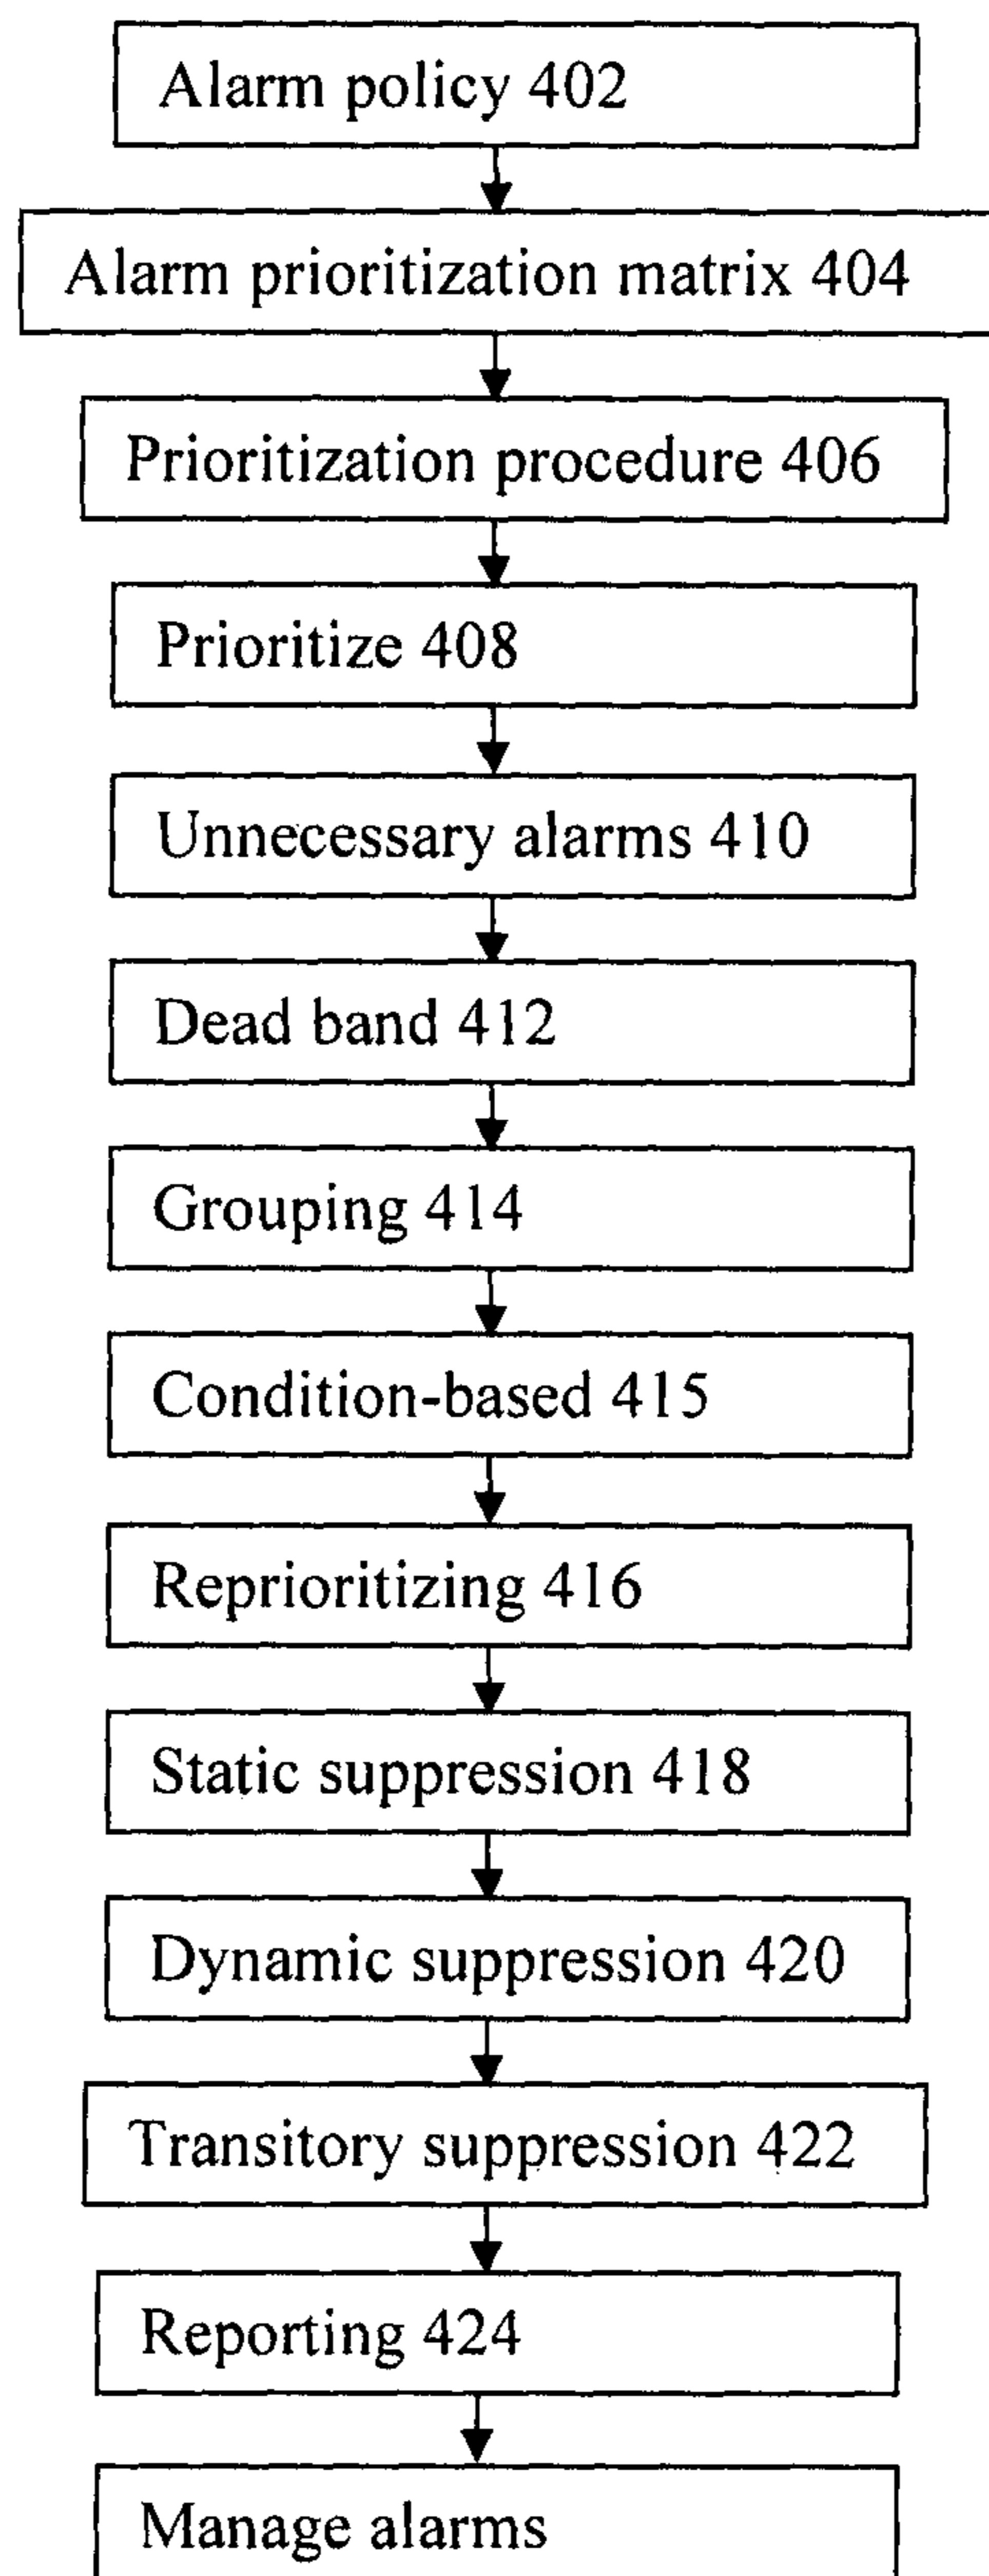 Alarm policy 402
Alarm prioritization matrix 404
Prioritization procedure 406
Prioritize 408
Unnecessary alarms 410
Dead band 412
Grouping 414
Condition-based 415
Reprioritizing 416
Static suppression 418
Dynamic suppression 420
Transitory suppression 422
Reporting 424
Manage alarms